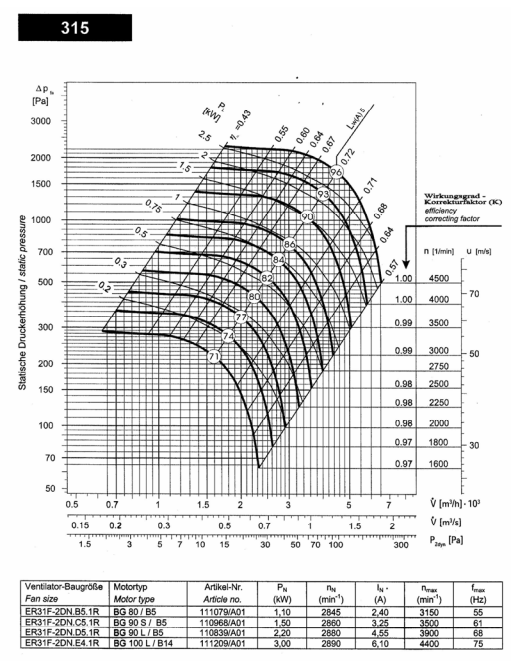 315
Δp fa
[Pa]
3000
2000
1500
1000
700
500
300
200
150
100
70
50
Statische Druckerhöhung / static pressure
[kW]
2.5
2
1.5
1
0.75
0.5
0.3
0.2
=0.43
0.55
0.60
0.64
0.67
0.72
0.71
0.68
0.64
0.57
LW(A) 5
96
93
90
86
84
82
80
77
74
71
Wirkungsgrad -
Korrekturfaktor (K)
efficiency
correcting factor
n [1/min] u [m/s]
1.00 4500
1.00 4000
0.99 3500
0.99 3000
2750
0.98 2500
0.98 2250
0.98 2000
0.97 1800
0.97 1600
70
50
30
0.5 0.7 1 1.5 2 3 5 7 V̇ [m³/h] · 10³
0.15 0.2 0.3 0.5 0.7 1 1.5 2 V̇ [m³/s]
1.5 3 5 7 10 15 30 50 70 100 300 P2dyn [Pa]
Ventilator-Baugröße Motortyp Artikel-Nr. PN nN IN nmax fmax
Fan size Motor type Article no. (kW) (min⁻¹) (A) (min⁻¹) (Hz)
ER31F-2DN.B5.1R BG 80 / B5 111079/A01 1,10 2845 2,40 3150 55
ER31F-2DN.C5.1R BG 90 S / B5 110968/A01 1,50 2860 3,25 3500 61
ER31F-2DN.D5.1R BG 90 L / B5 110839/A01 2,20 2880 4,55 3900 68
ER31F-2DN.E4.1R BG 100 L / B14 111209/A01 3,00 2890 6,10 4400 75